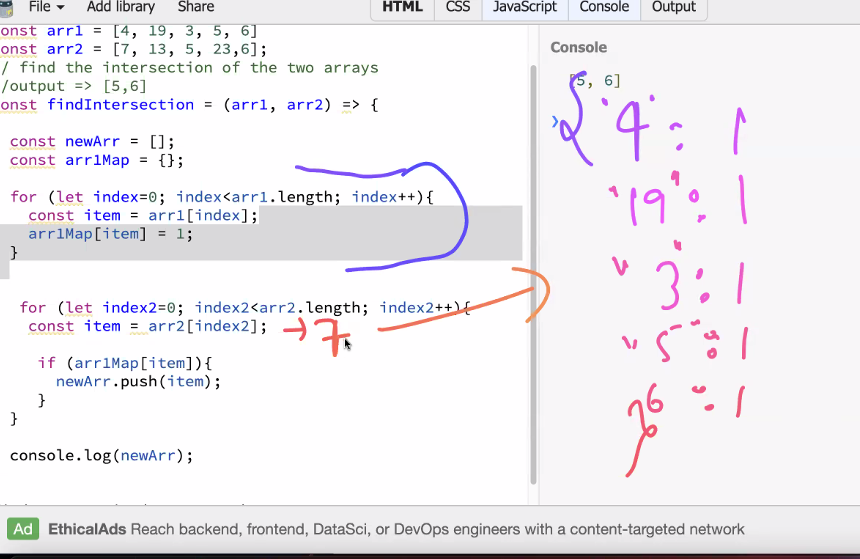 File Add library Share HTML CSS JavaScript Console Output
onst arr1 = [4, 19, 3, 5, 6]
onst arr2 = [7, 13, 5, 23,6];
/ find the intersection of the two arrays
/output => [5,6]
onst findIntersection = (arr1, arr2) => {
const newArr = [];
const arr1Map = {};
for (let index=0; index<arr1.length; index++){
const item = arr1[index];
arr1Map[item] = 1;
}
for (let index2=0; index2<arr2.length; index2++){
const item = arr2[index2];
→ 7
if (arr1Map[item]){
newArr.push(item);
}
}
console.log(newArr);
Console
[5, 6]
{ "4" : 1
"19" : 1
"3" : 1
"5" : 1
"6" : 1
}
Ad EthicalAds Reach backend, frontend, DataSci, or DevOps engineers with a content-targeted network